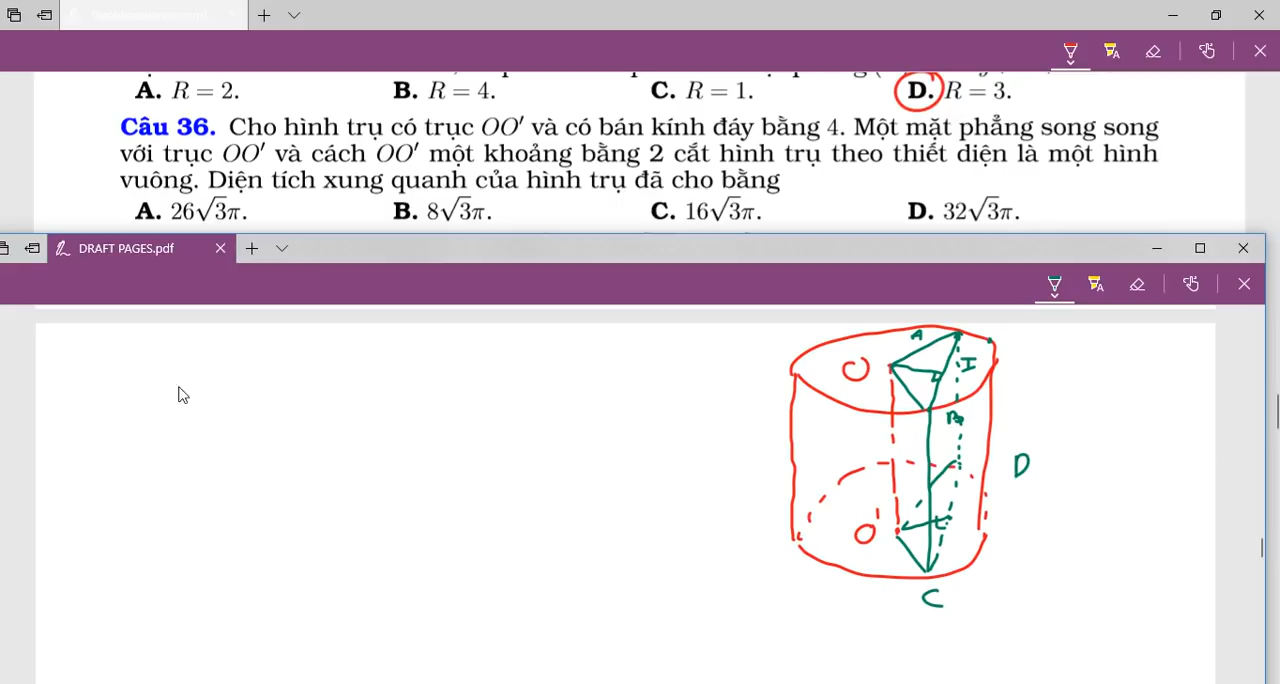 A. R = 2. B. R = 4. C. R = 1. D. R = 3.
Câu 36. Cho hình trụ có trục OO′ và có bán kính đáy bằng 4. Một mặt phẳng song song
với trục OO′ và cách OO′ một khoảng bằng 2 cắt hình trụ theo thiết diện là một hình
vuông. Diện tích xung quanh của hình trụ đã cho bằng
A. 26√3π. B. 8√3π. C. 16√3π. D. 32√3π.
DRAFT PAGES.pdf
A
O I
B
D
O'
C